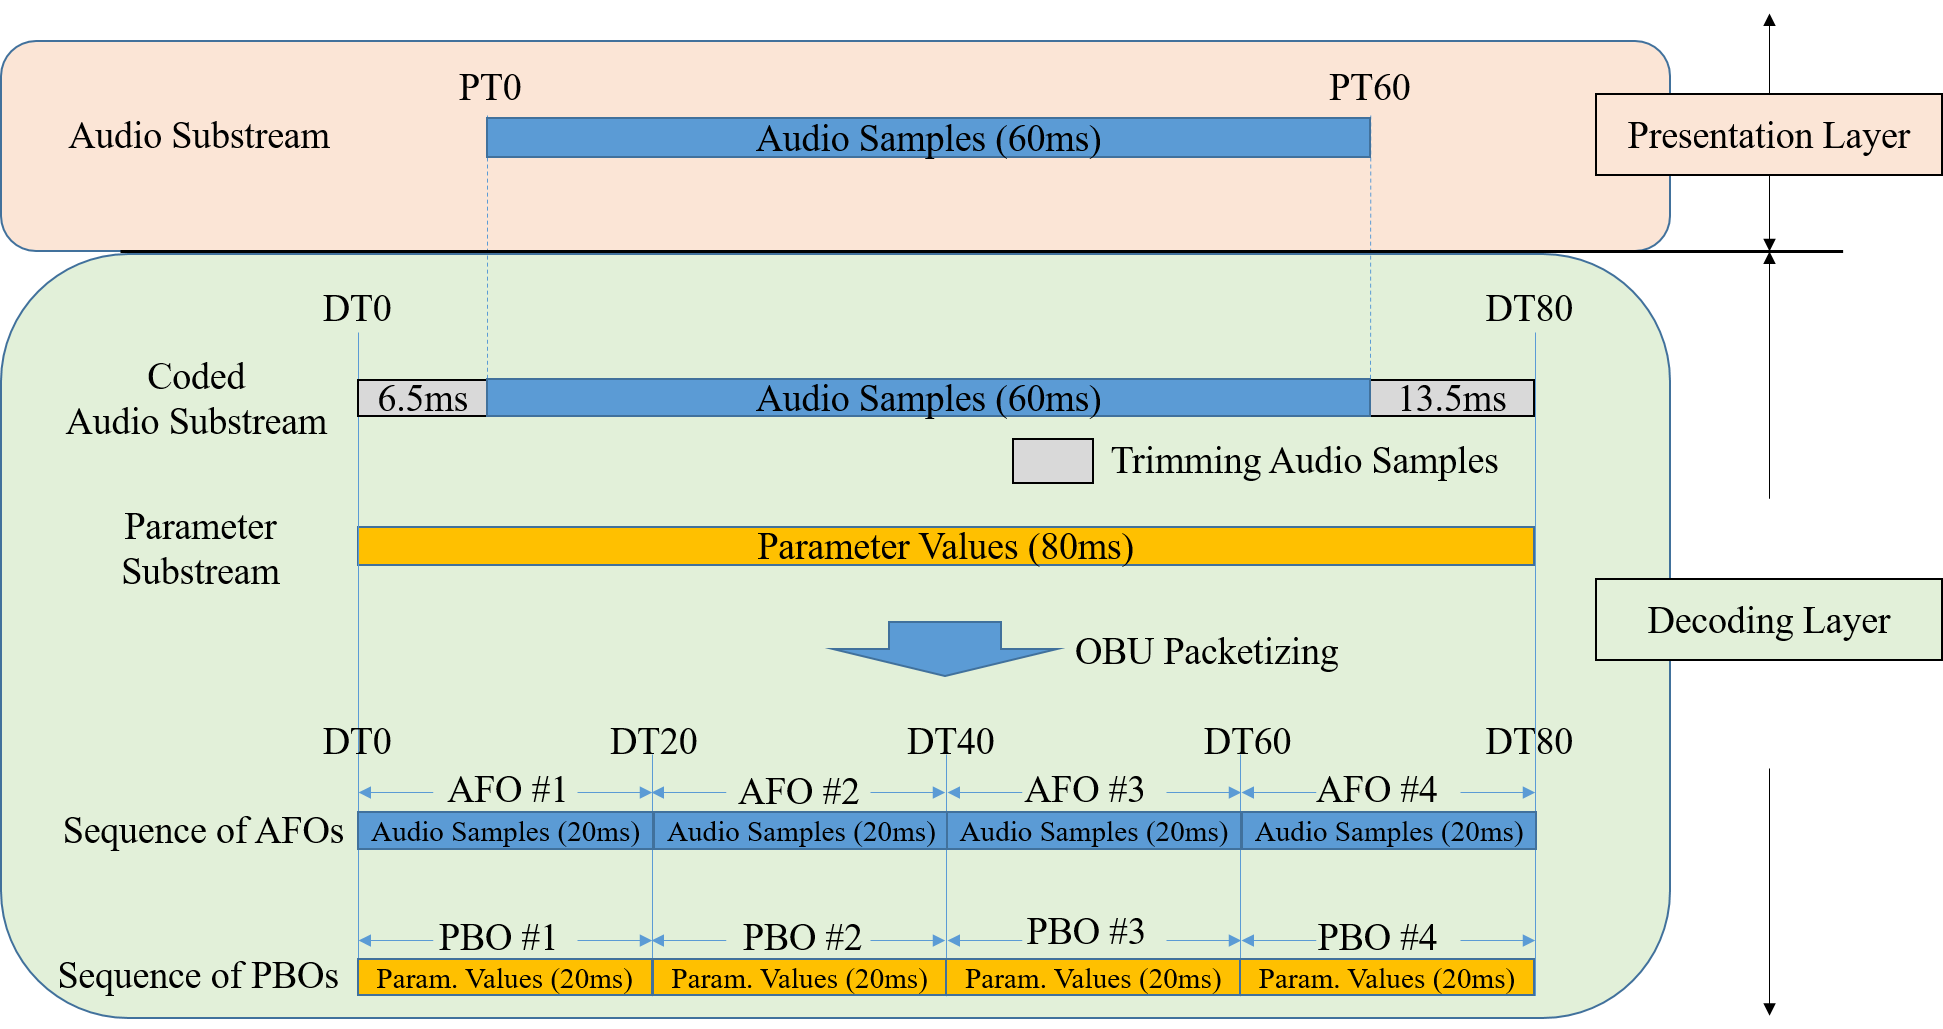 PT0
PT60
Audio Substream
Audio Samples (60ms)
Presentation Layer
DT0
DT80
Coded
Audio Substream
6.5ms
Audio Samples (60ms)
13.5ms
Trimming Audio Samples
Parameter
Substream
Parameter Values (80ms)
Decoding Layer
OBU Packetizing
DT0
DT20
DT40
DT60
DT80
AFO #1
AFO #2
AFO #3
AFO #4
Sequence of AFOs
Audio Samples (20ms)
Audio Samples (20ms)
Audio Samples (20ms)
Audio Samples (20ms)
PBO #1
PBO #2
PBO #3
PBO #4
Sequence of PBOs
Param. Values (20ms)
Param. Values (20ms)
Param. Values (20ms)
Param. Values (20ms)